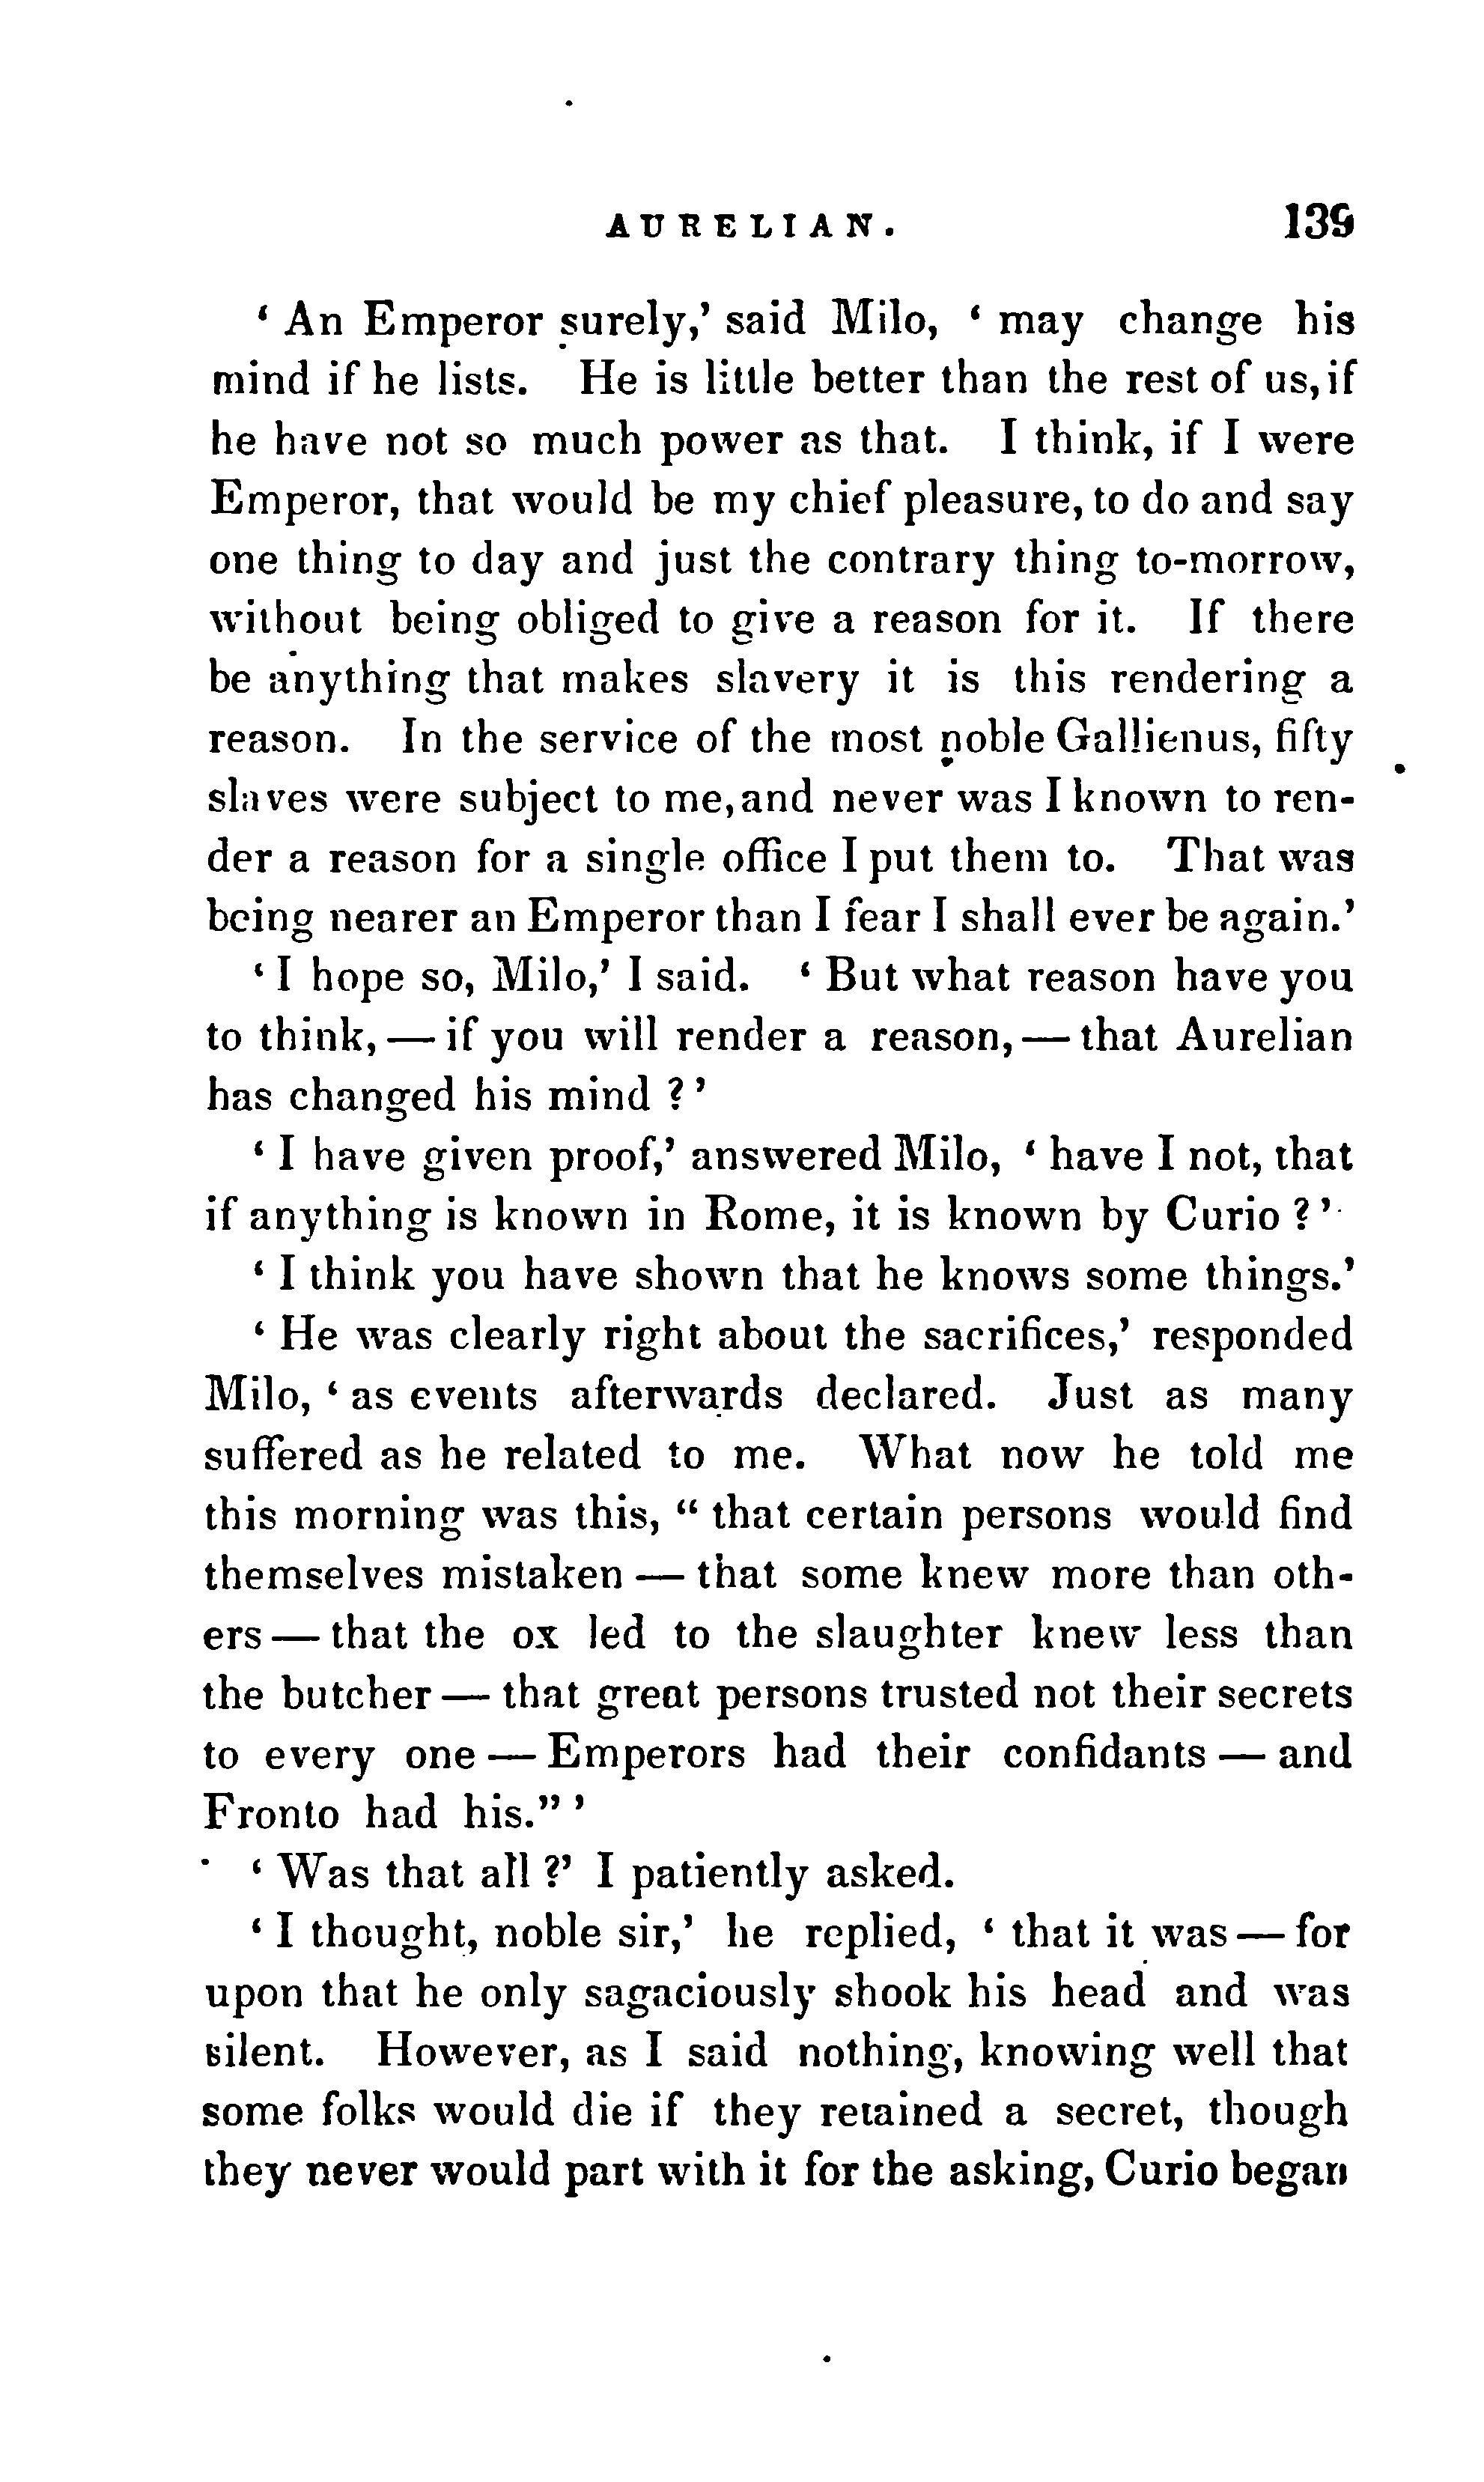 AURELIAN. 139
‘ An Emperor surely,’ said Milo, ‘ may change his
mind if he lists. He is little better than the rest of us, if
he have not so much power as that. I think, if I were
Emperor, that would be my chief pleasure, to do and say
one thing to day and just the contrary thing to-morrow,
without being obliged to give a reason for it. If there
be anything that makes slavery it is this rendering a
reason. In the service of the most noble Gallienus, fifty
slaves were subject to me, and never was I known to ren-
der a reason for a single office I put them to. That was
being nearer an Emperor than I fear I shall ever be again.’
‘ I hope so, Milo,’ I said. ‘ But what reason have you
to think, — if you will render a reason, — that Aurelian
has changed his mind ? ’
‘ I have given proof,’ answered Milo, ‘ have I not, that
if anything is known in Rome, it is known by Curio ? ’
‘ I think you have shown that he knows some things.’
‘ He was clearly right about the sacrifices,’ responded
Milo, ‘ as events afterwards declared. Just as many
suffered as he related to me. What now he told me
this morning was this, “ that certain persons would find
themselves mistaken — that some knew more than oth-
ers — that the ox led to the slaughter knew less than
the butcher — that great persons trusted not their secrets
to every one — Emperors had their confidants — and
Fronto had his.” ’
‘ Was that all ?’ I patiently asked.
‘ I thought, noble sir,’ he replied, ‘ that it was — for
upon that he only sagaciously shook his head and was
silent. However, as I said nothing, knowing well that
some folks would die if they retained a secret, though
they never would part with it for the asking, Curio began